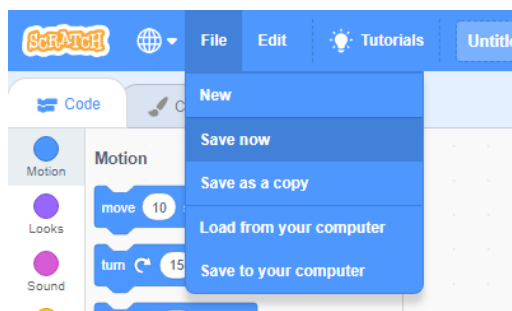 SCRATCH File Edit Tutorials
Code
New
Save now
Save as a copy
Load from your computer
Save to your computer
Motion
Looks
Sound
Motion
move 10
turn 15